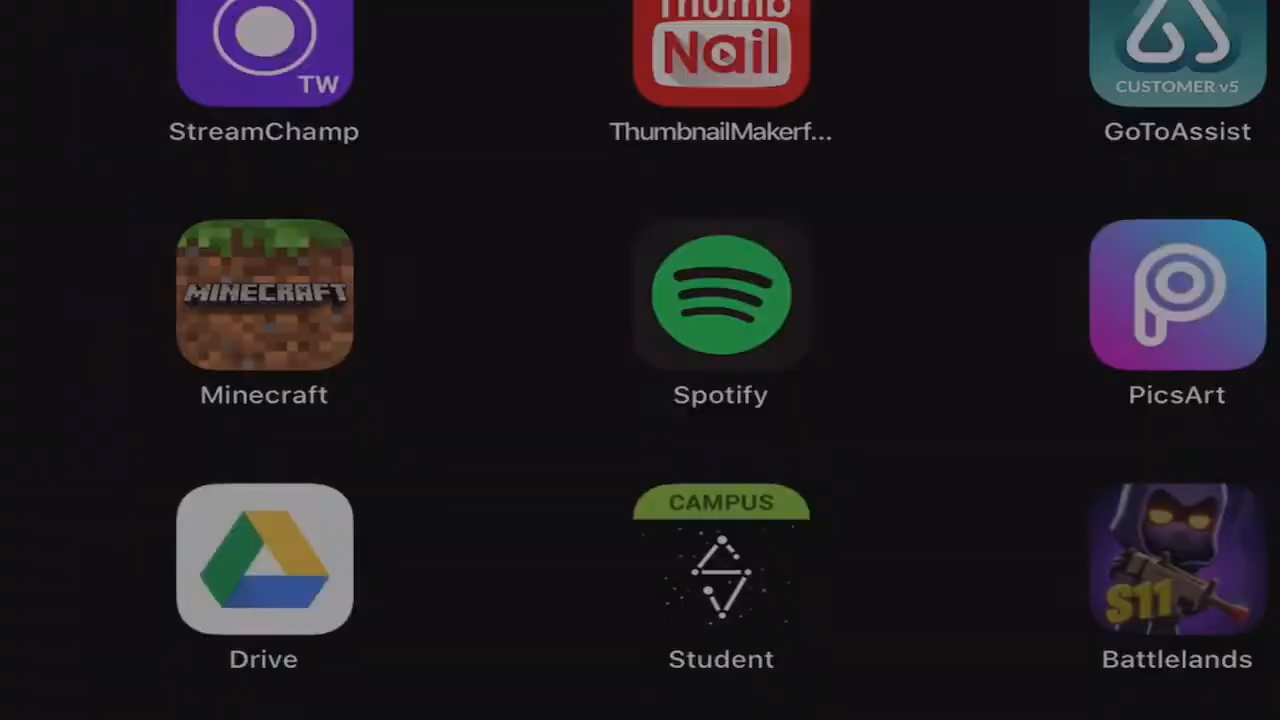 TW
Thumb
Nail
CUSTOMER v5
StreamChamp
ThumbnailMakerf...
GoToAssist
MINECRAFT
Minecraft
Spotify
PicsArt
CAMPUS
S11
Drive
Student
Battlelands